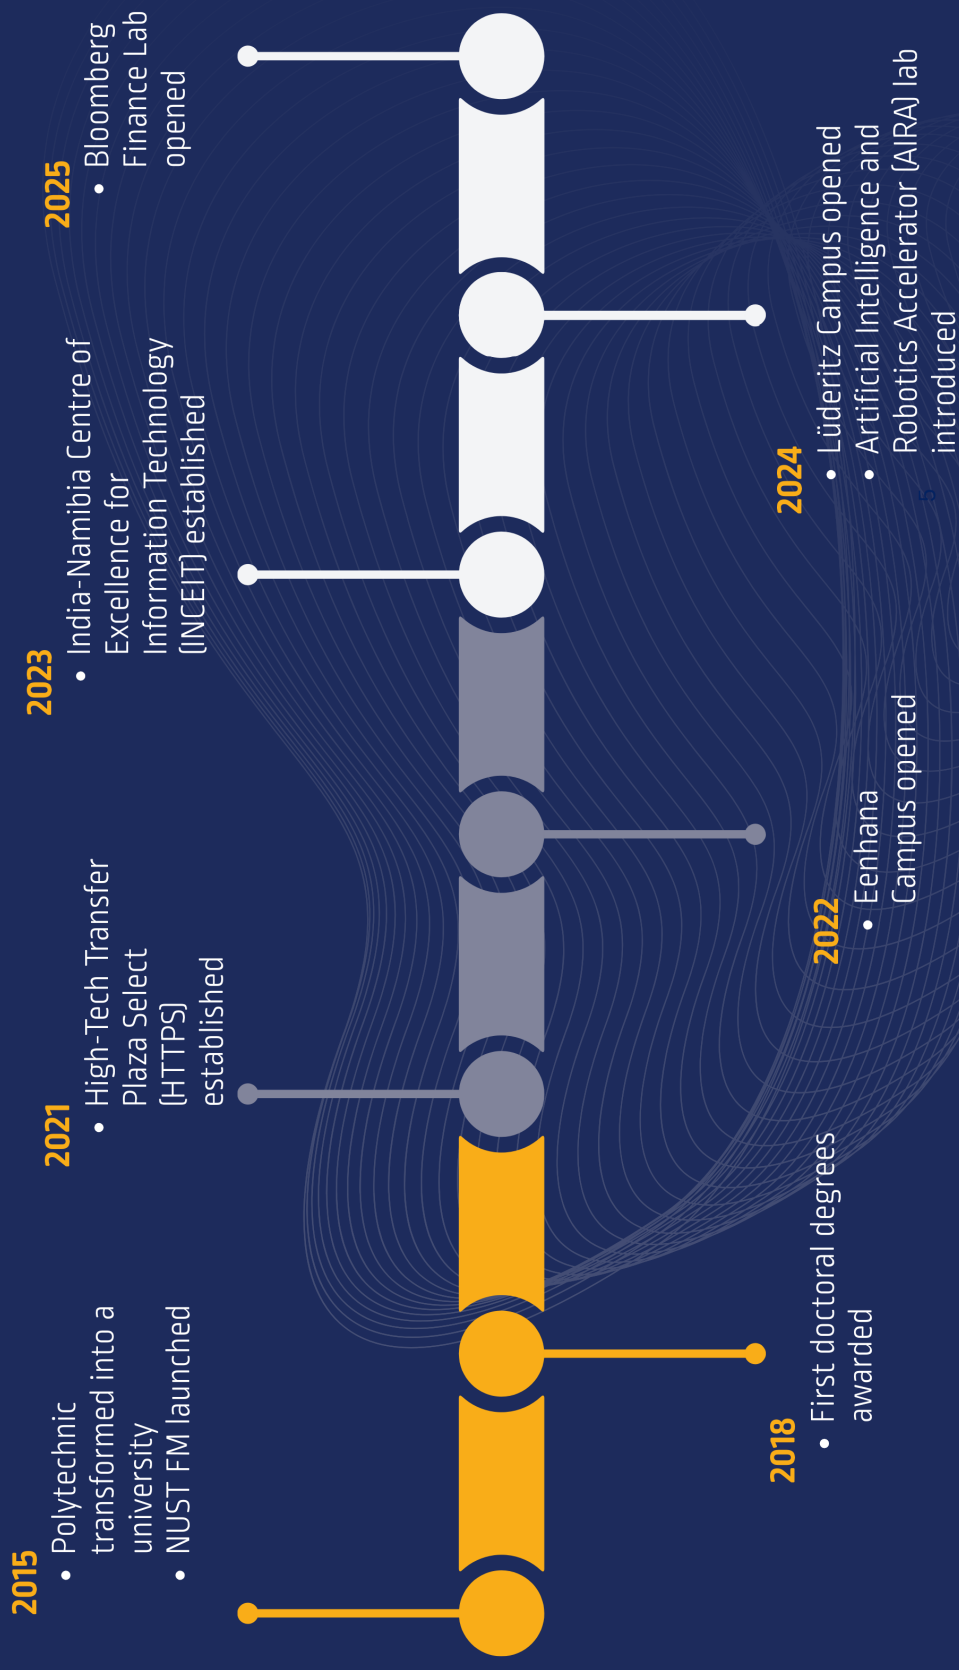 2015
• Polytechnic
transformed into a
university
• NUST FM launched
2018
• First doctoral degrees
awarded
2021
• High-Tech Transfer
Plaza Select
(HTTPS)
established
2022
• Eenhana
Campus opened
2023
• India-Namibia Centre of
Excellence for
Information Technology
(INCEIT) established
2024
• Lüderitz Campus opened
• Artificial Intelligence and
Robotics Accelerator (AIRA) lab
introduced
2025
• Bloomberg
Finance Lab
opened
5